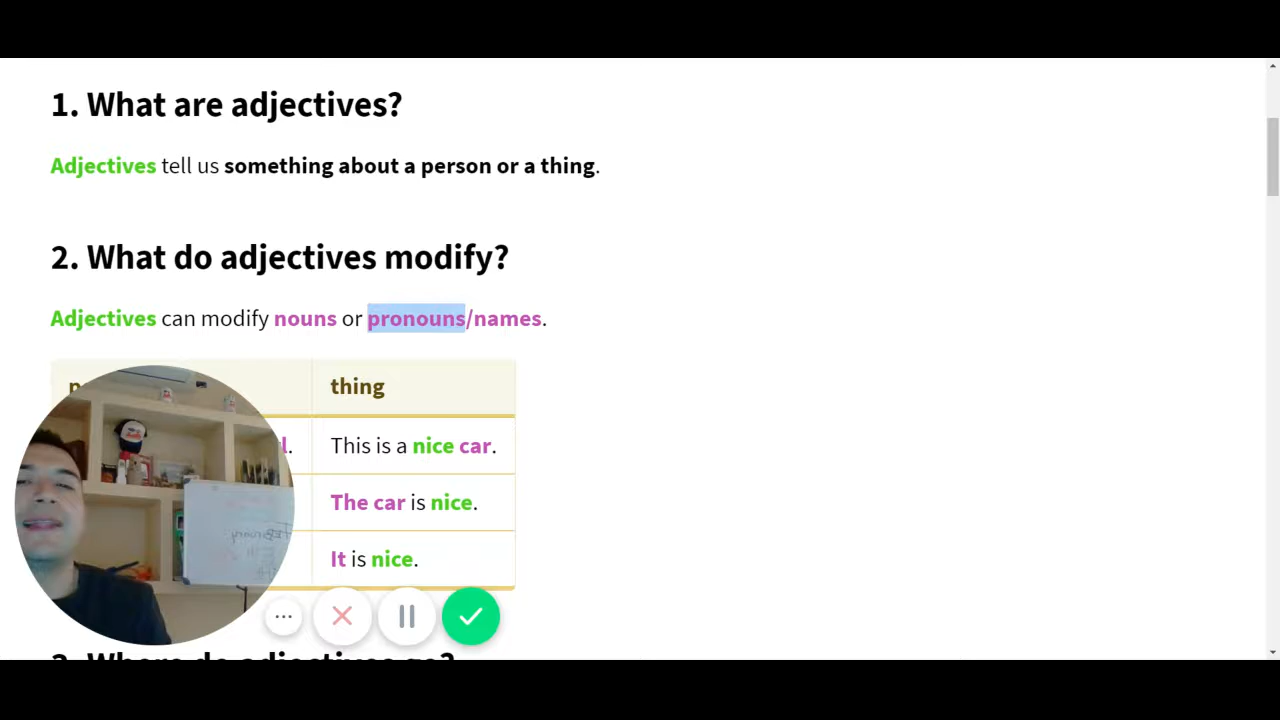 1. What are adjectives?
Adjectives tell us something about a person or a thing.
2. What do adjectives modify?
Adjectives can modify nouns or pronouns/names.
thing
This is a nice car.
The car is nice.
It is nice.